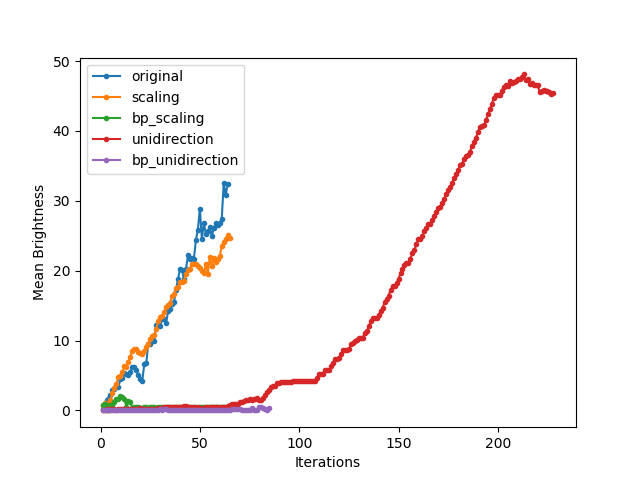 50
40
30
20
10
0
Mean Brightness
original
scaling
bp_scaling
unidirection
bp_unidirection
0 50 100 150 200
Iterations